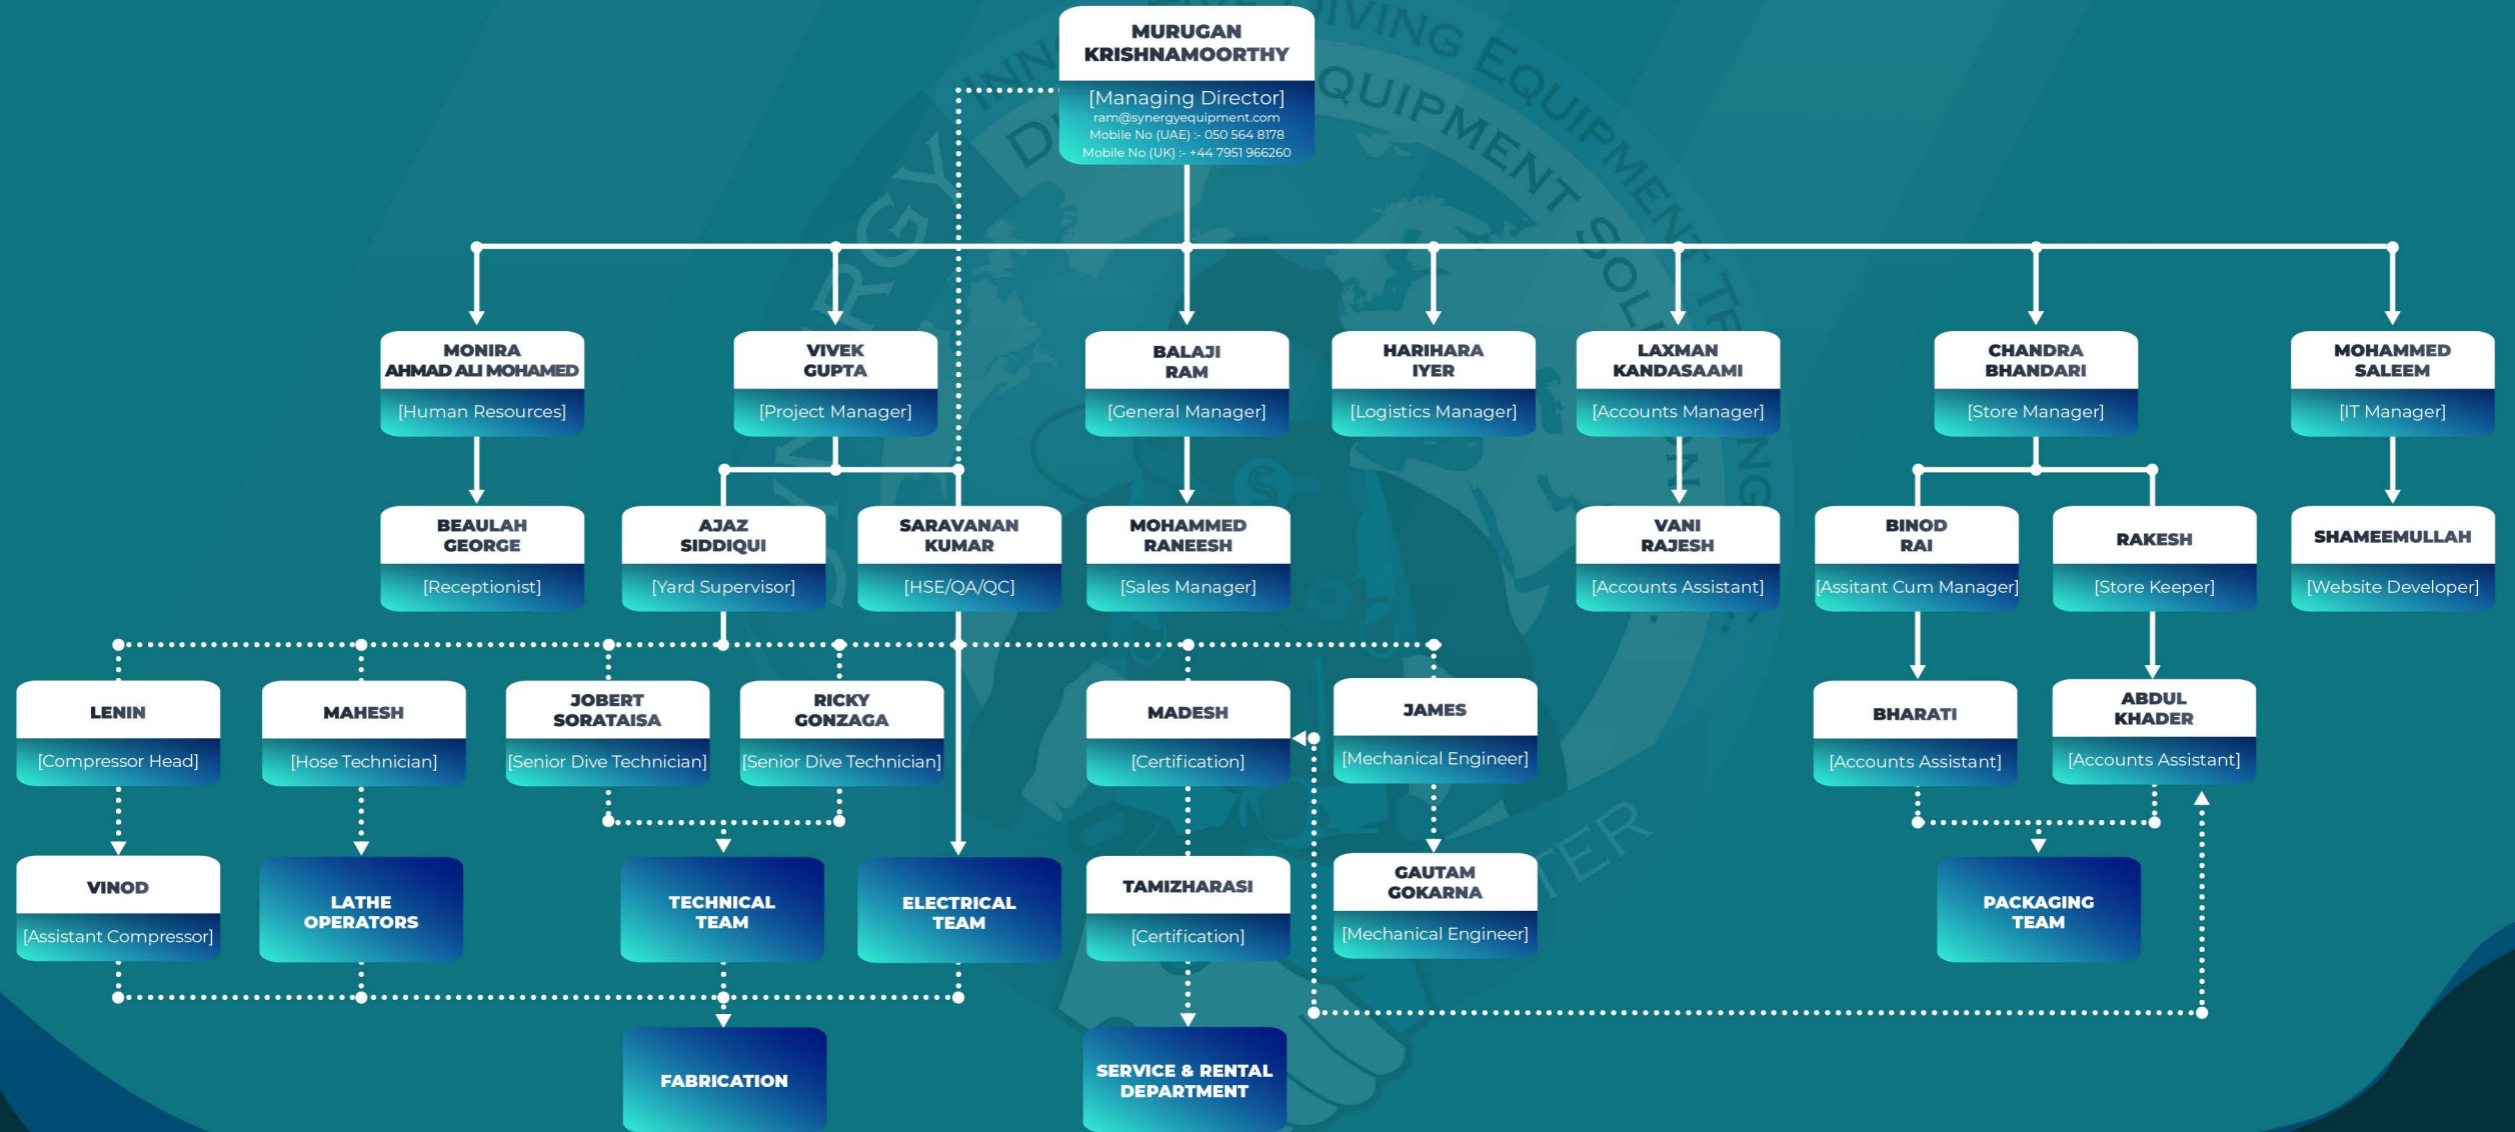 MURUGAN
KRISHNAMOORTHY
[Managing Director]
ram@synergyequipment.com
Mobile No (UAE) :- 050 564 8178
Mobile No (UK) :- +44 7951 966260
MONIRA
AHMAD ALI MOHAMED
[Human Resources]
VIVEK
GUPTA
[Project Manager]
BALAJI
RAM
[General Manager]
HARIHARA
IYER
[Logistics Manager]
LAXMAN
KANDASAAMI
[Accounts Manager]
CHANDRA
BHANDARI
[Store Manager]
MOHAMMED
SALEEM
[IT Manager]
BEAULAH
GEORGE
[Receptionist]
AJAZ
SIDDIQUI
[Yard Supervisor]
SARAVANAN
KUMAR
[HSE/QA/QC]
MOHAMMED
RANEESH
[Sales Manager]
VANI
RAJESH
[Accounts Assistant]
BINOD
RAI
[Assitant Cum Manager]
RAKESH
[Store Keeper]
SHAMEEMULLAH
[Website Developer]
LENIN
[Compressor Head]
MAHESH
[Hose Technician]
JOBERT
SORATAISA
[Senior Dive Technician]
RICKY
GONZAGA
[Senior Dive Technician]
MADESH
[Certification]
JAMES
[Mechanical Engineer]
BHARATI
[Accounts Assistant]
ABDUL
KHADER
[Accounts Assistant]
VINOD
[Assistant Compressor]
LATHE
OPERATORS
TECHNICAL
TEAM
ELECTRICAL
TEAM
TAMIZHARASI
[Certification]
GAUTAM
GOKARNA
[Mechanical Engineer]
PACKAGING
TEAM
FABRICATION
SERVICE & RENTAL
DEPARTMENT